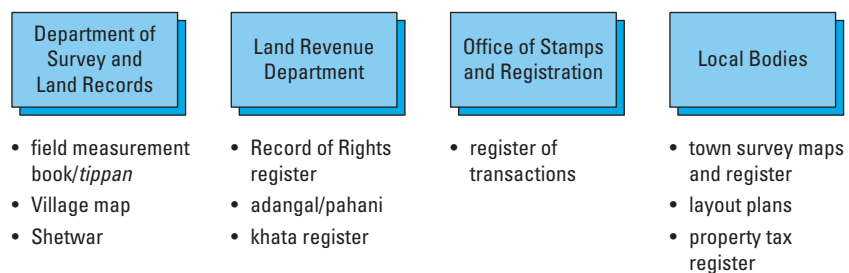 Department of
Survey and
Land Records
• field measurement
book/tippan
• Village map
• Shetwar
Land Revenue
Department
• Record of Rights
register
• adangal/pahani
• khata register
Office of Stamps
and Registration
• register of
transactions
Local Bodies
• town survey maps
and register
• layout plans
• property tax
register